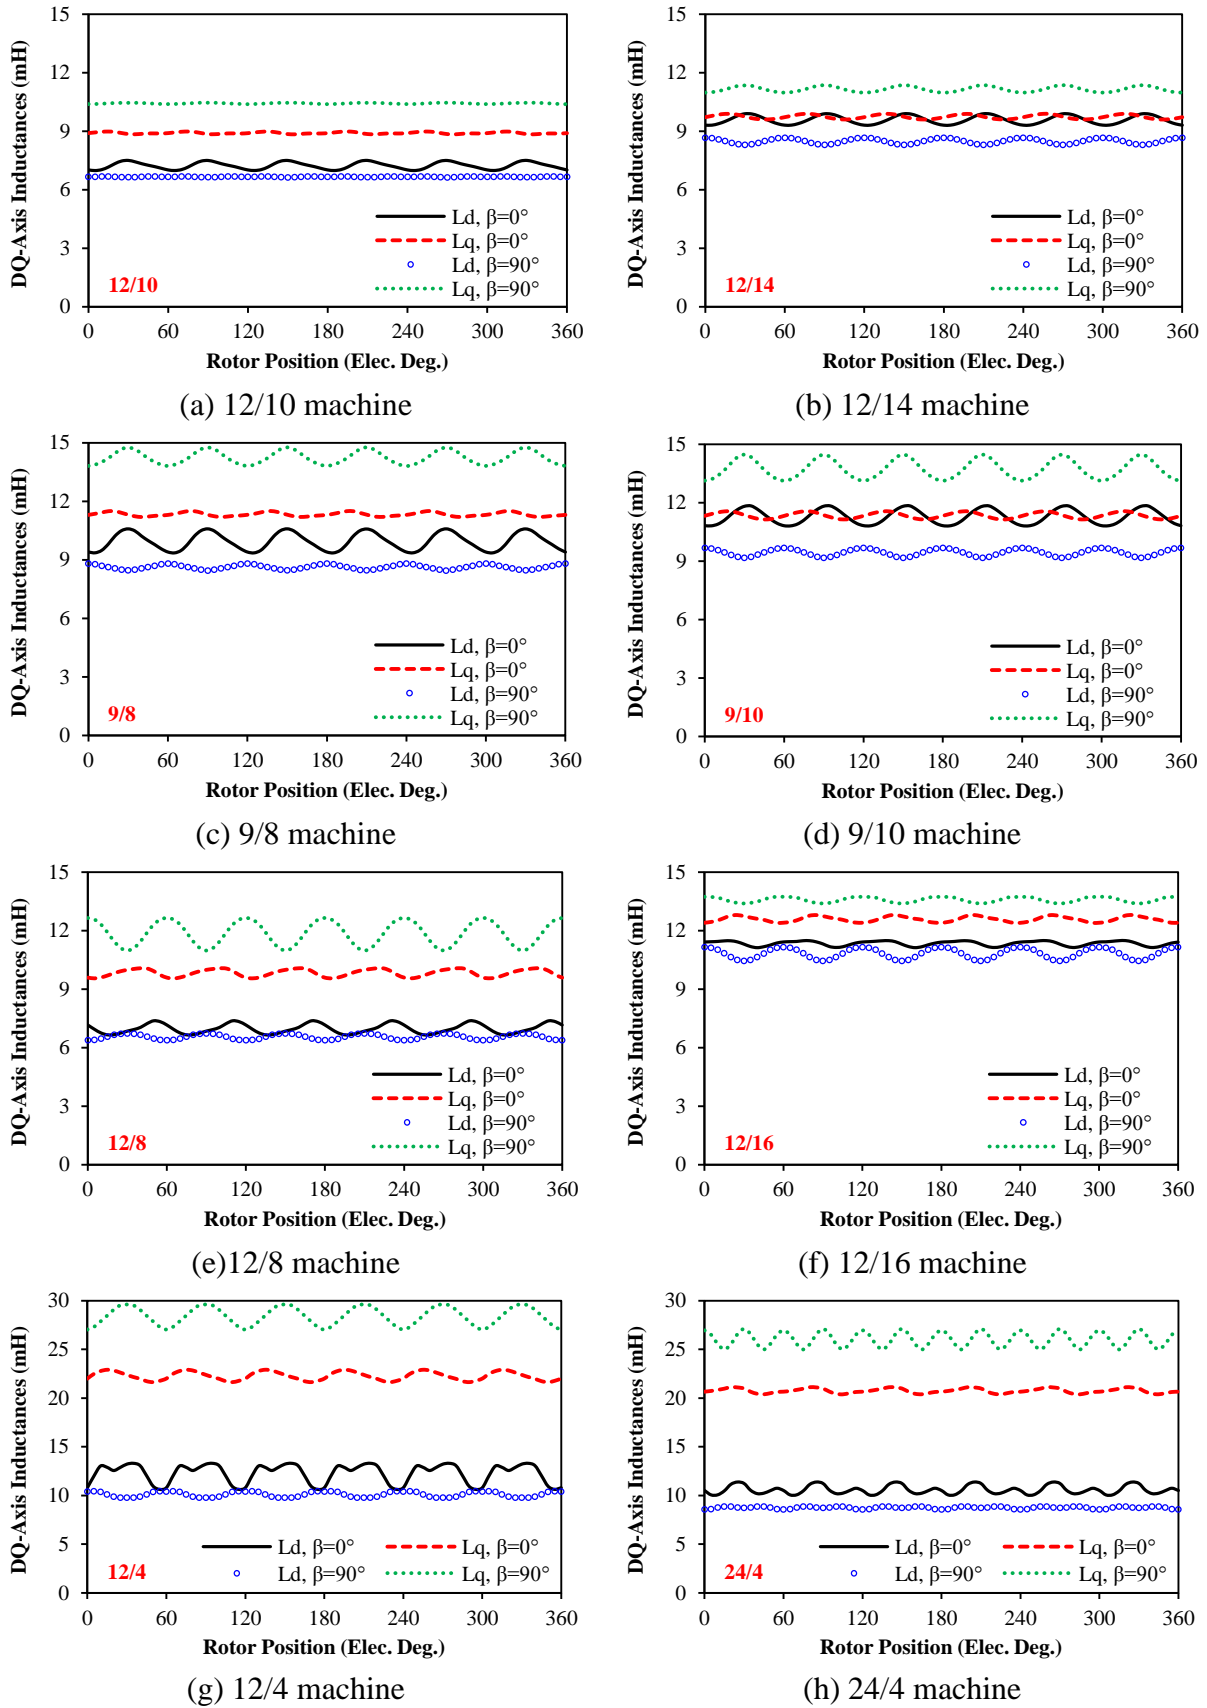 DQ-Axis Inductances (mH)
15
12
9
6
3
0
Ld, β=0°
Lq, β=0°
Ld, β=90°
Lq, β=90°
12/10
0 60 120 180 240 300 360
Rotor Position (Elec. Deg.)
(a) 12/10 machine
DQ-Axis Inductances (mH)
15
12
9
6
3
0
Ld, β=0°
Lq, β=0°
Ld, β=90°
Lq, β=90°
12/14
0 60 120 180 240 300 360
Rotor Position (Elec. Deg.)
(b) 12/14 machine
DQ-Axis Inductances (mH)
15
12
9
6
3
0
Ld, β=0°
Lq, β=0°
Ld, β=90°
Lq, β=90°
9/8
0 60 120 180 240 300 360
Rotor Position (Elec. Deg.)
(c) 9/8 machine
DQ-Axis Inductances (mH)
15
12
9
6
3
0
Ld, β=0°
Lq, β=0°
Ld, β=90°
Lq, β=90°
9/10
0 60 120 180 240 300 360
Rotor Position (Elec. Deg.)
(d) 9/10 machine
DQ-Axis Inductances (mH)
15
12
9
6
3
0
Ld, β=0°
Lq, β=0°
Ld, β=90°
Lq, β=90°
12/8
0 60 120 180 240 300 360
Rotor Position (Elec. Deg.)
(e)12/8 machine
DQ-Axis Inductances (mH)
15
12
9
6
3
0
Ld, β=0°
Lq, β=0°
Ld, β=90°
Lq, β=90°
12/16
0 60 120 180 240 300 360
Rotor Position (Elec. Deg.)
(f) 12/16 machine
DQ-Axis Inductances (mH)
30
25
20
15
10
5
0
Ld, β=0° Lq, β=0°
Ld, β=90° Lq, β=90°
12/4
0 60 120 180 240 300 360
Rotor Position (Elec. Deg.)
(g) 12/4 machine
DQ-Axis Inductances (mH)
30
25
20
15
10
5
0
Ld, β=0° Lq, β=0°
Ld, β=90° Lq, β=90°
24/4
0 60 120 180 240 300 360
Rotor Position (Elec. Deg.)
(h) 24/4 machine